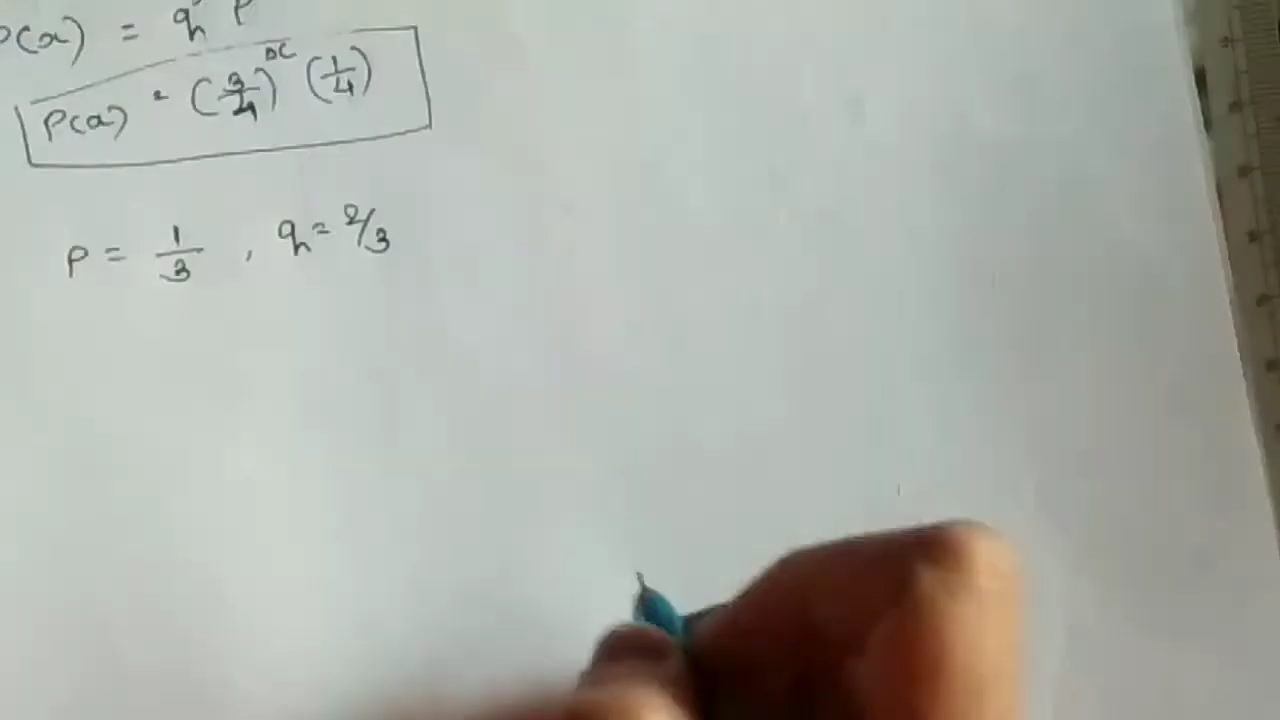 P(x) = q^x P
P(x) = (3/4)^x (1/4)
P = 1/3 , q = 2/3